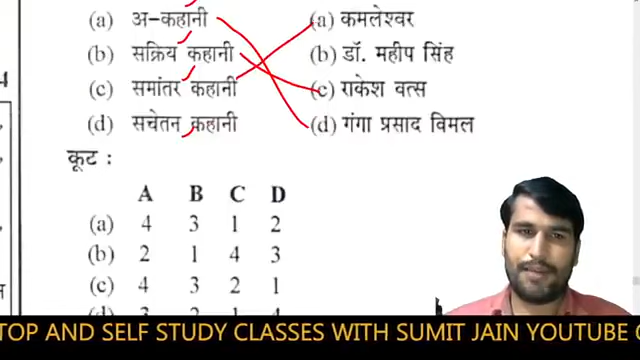 (a) अ-कहानी (a) कमलेश्वर
(b) सक्रिय कहानी (b) डॉ. महीप सिंह
(c) समांतर कहानी (c) राकेश वत्स
(d) सचेतन कहानी (d) गंगा प्रसाद विमल
कूट :
A B C D
(a) 4 3 1 2
(b) 2 1 4 3
(c) 4 3 2 1
TOP AND SELF STUDY CLASSES WITH SUMIT JAIN YOUTUBE